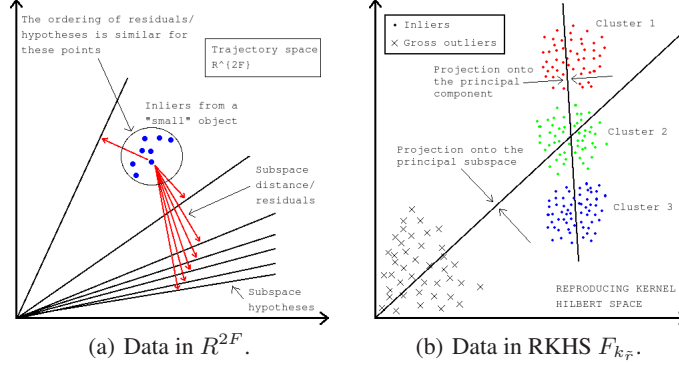 The ordering of residuals/
hypotheses is similar for
these points
Trajectory space
R^{2F}
Inliers from a
"small" object
Subspace
distance/
residuals
Subspace
hypotheses
(a) Data in R^{2F}.
Inliers
Gross outliers
Cluster 1
Projection onto
the principal
component
Cluster 2
Projection onto the
principal subspace
Cluster 3
REPRODUCING KERNEL
HILBERT SPACE
(b) Data in RKHS F_{k_{\tilde{r}}}.